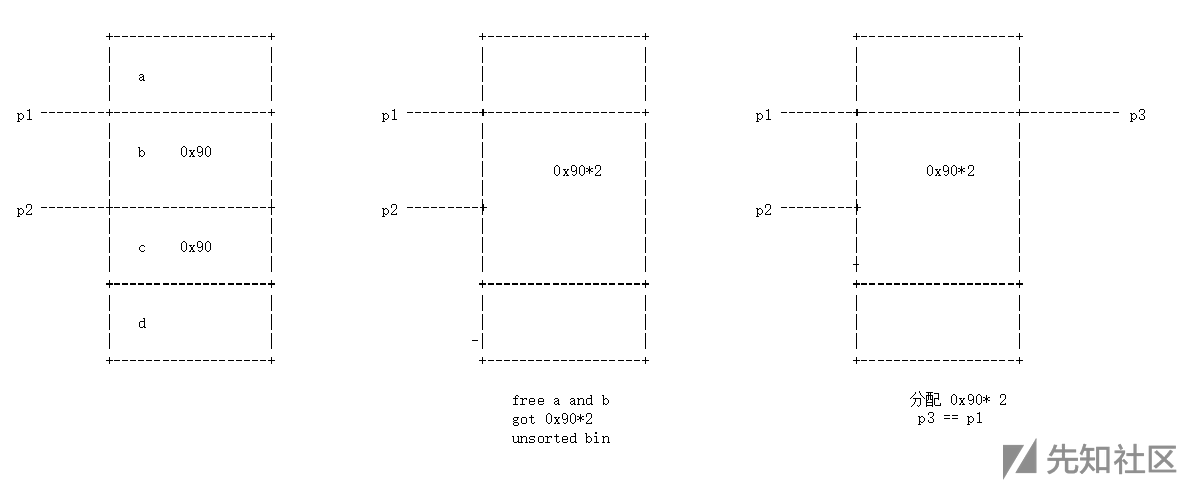 a
p1
b 0x90
p2
c 0x90
d
p1
0x90*2
p2
free a and b
got 0x90*2
unsorted bin
p1
p3
0x90*2
p2
分配 0x90* 2
p3 == p1
先知社区